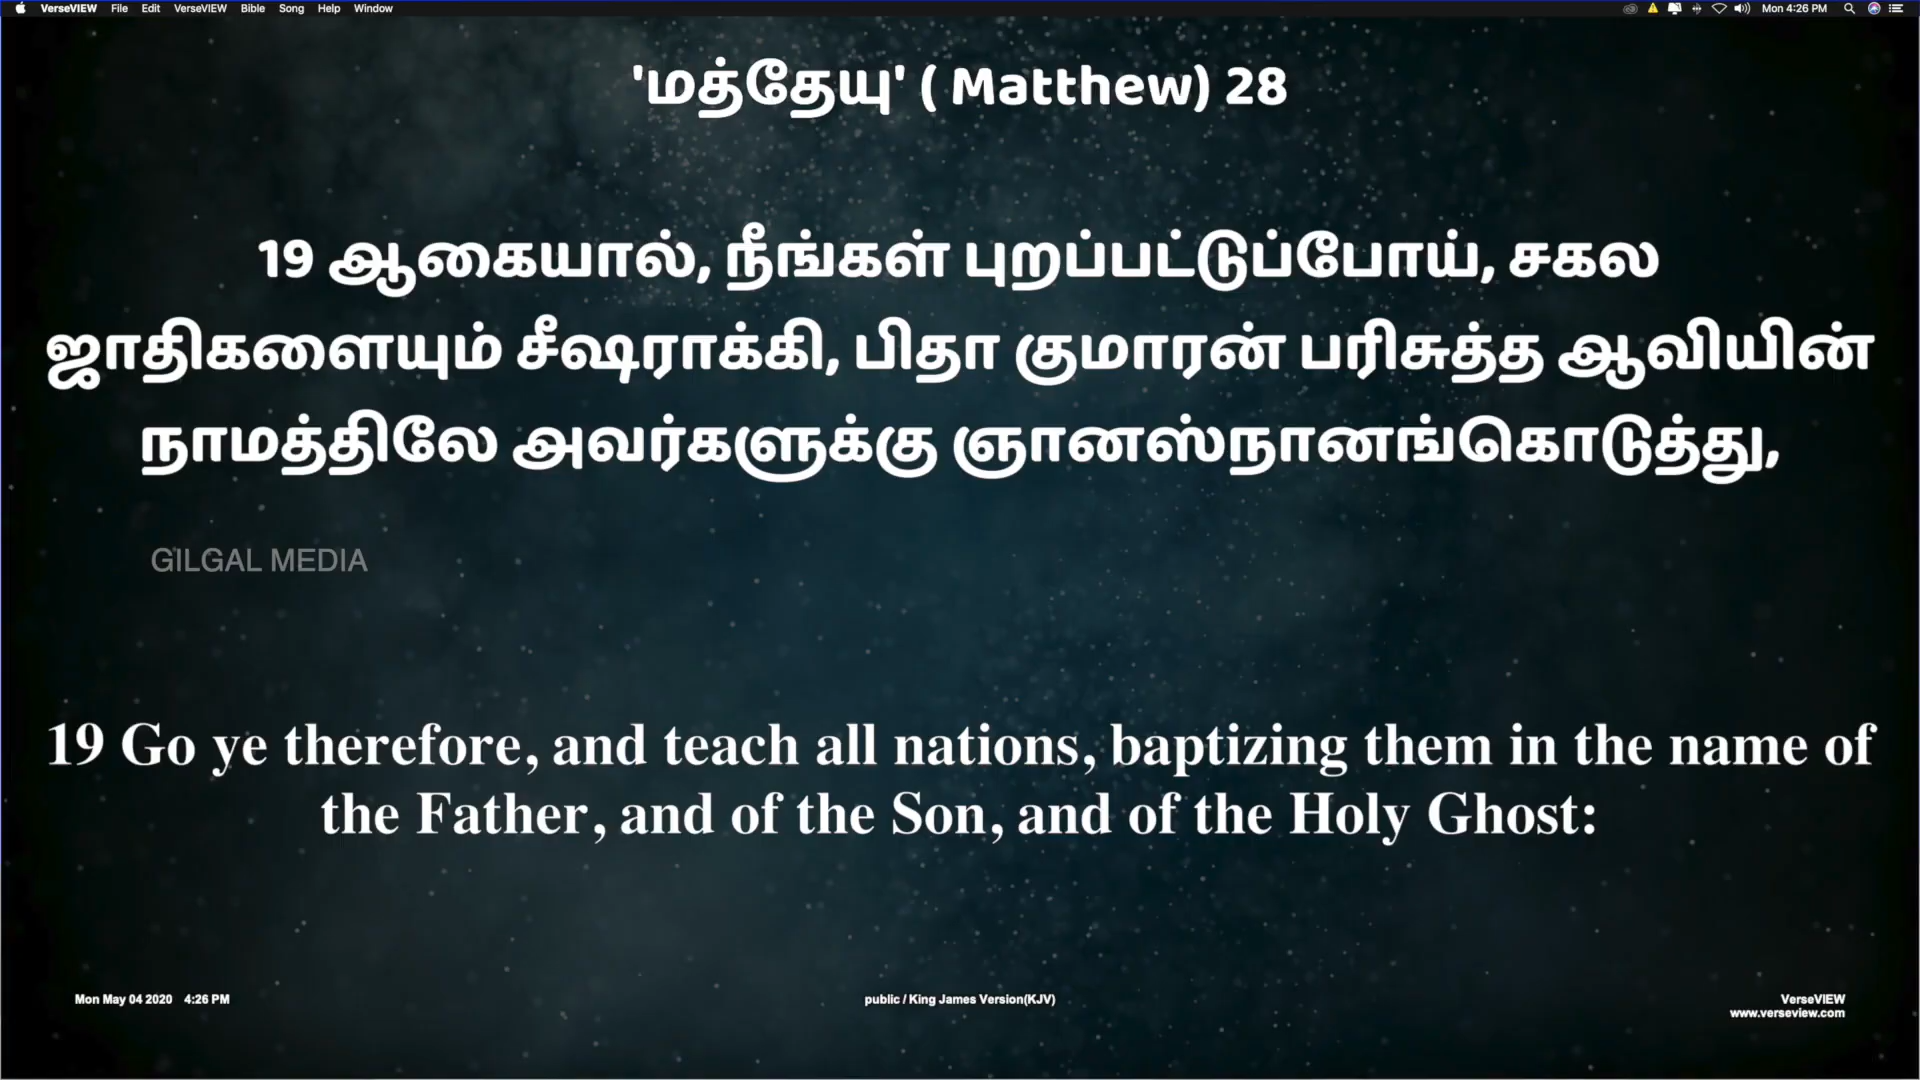 VerseVIEW File Edit VerseVIEW Bible Song Help Window Mon 4:26 PM
'மத்தேயு' ( Matthew) 28
19 ஆகையால், நீங்கள் புறப்பட்டுப்போய், சகல
ஜாதிகளையும் சீஷராக்கி, பிதா குமாரன் பரிசுத்த ஆவியின்
நாமத்திலே அவர்களுக்கு ஞானஸ்நானங்கொடுத்து,
GILGAL MEDIA
19 Go ye therefore, and teach all nations, baptizing them in the name of
the Father, and of the Son, and of the Holy Ghost:
Mon May 04 2020 4:26 PM public / King James Version(KJV) VerseVIEW
www.verseview.com